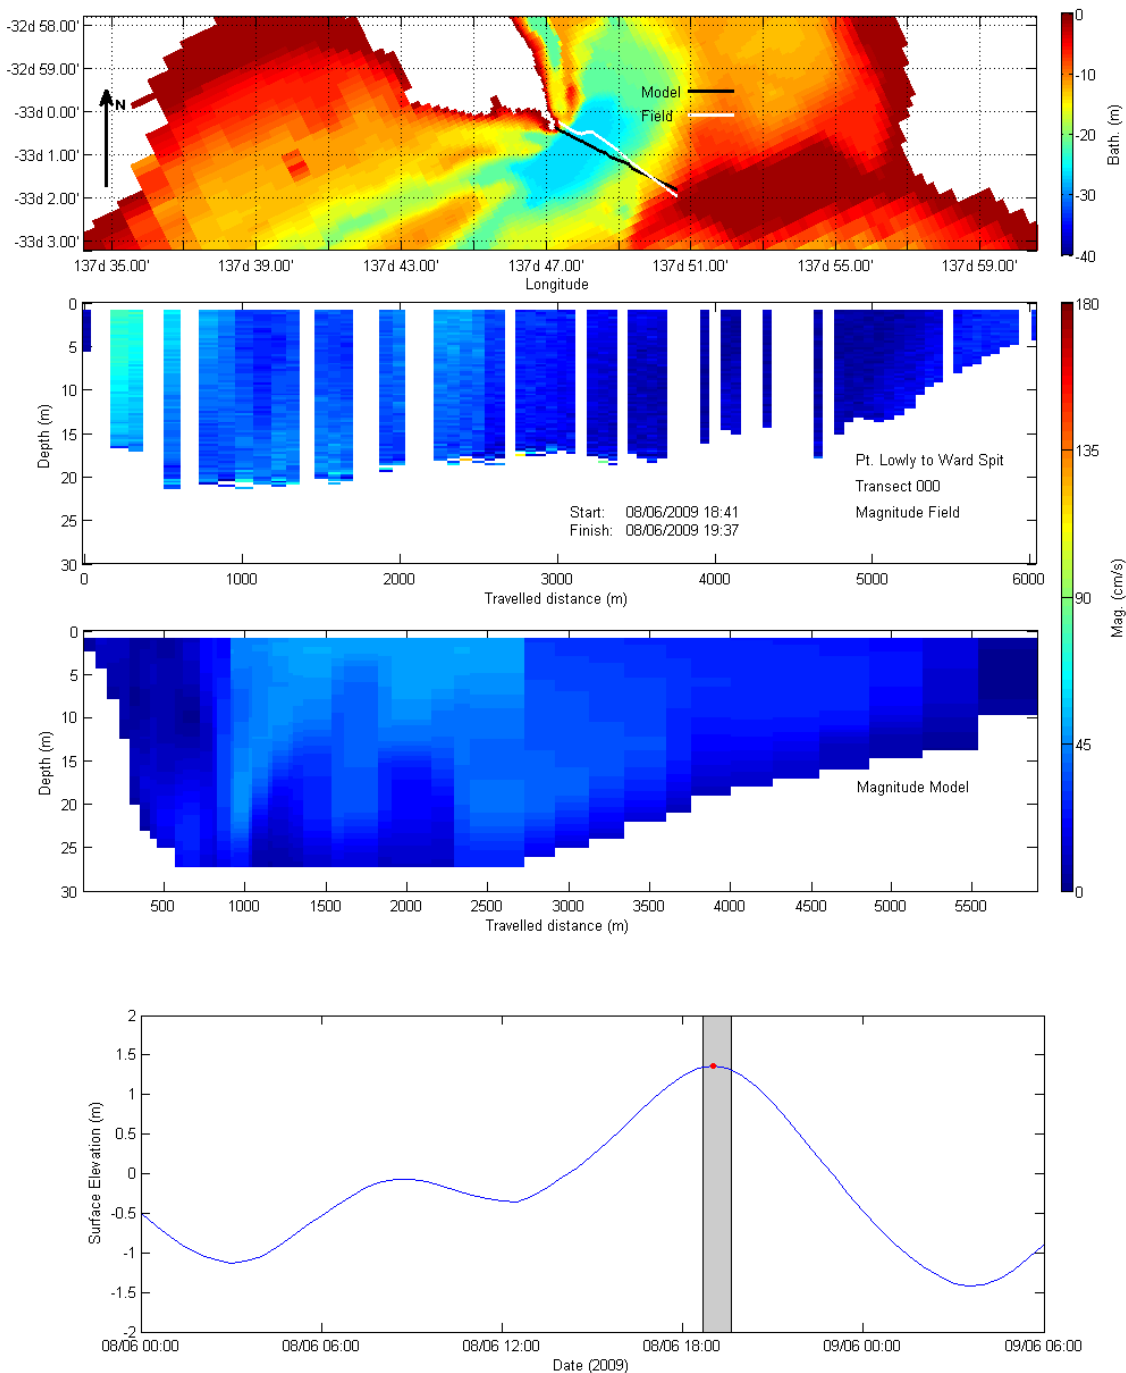 -32d 58.00'
-32d 59.00'
-33d 0.00'
-33d 1.00'
-33d 2.00'
-33d 3.00'
N
Model
Field
137d 35.00' 137d 39.00' 137d 43.00' 137d 47.00' 137d 51.00' 137d 55.00' 137d 59.00'
Longitude
0
-10
-20
-30
-40
Bath. (m)
0
5
10
15
20
25
30
Depth (m)
Pt. Lowly to Ward Spit
Transect 000
Magnitude Field
Start: 08/06/2009 18:41
Finish: 08/06/2009 19:37
0 1000 2000 3000 4000 5000 6000
Travelled distance (m)
180
135
90
45
0
Mag. (cm/s)
0
5
10
15
20
25
30
Depth (m)
Magnitude Model
500 1000 1500 2000 2500 3000 3500 4000 4500 5000 5500
Travelled distance (m)
2
1.5
1
0.5
0
-0.5
-1
-1.5
-2
Surface Elevation (m)
08/06 00:00 08/06 06:00 08/06 12:00 08/06 18:00 09/06 00:00 09/06 06:00
Date (2009)